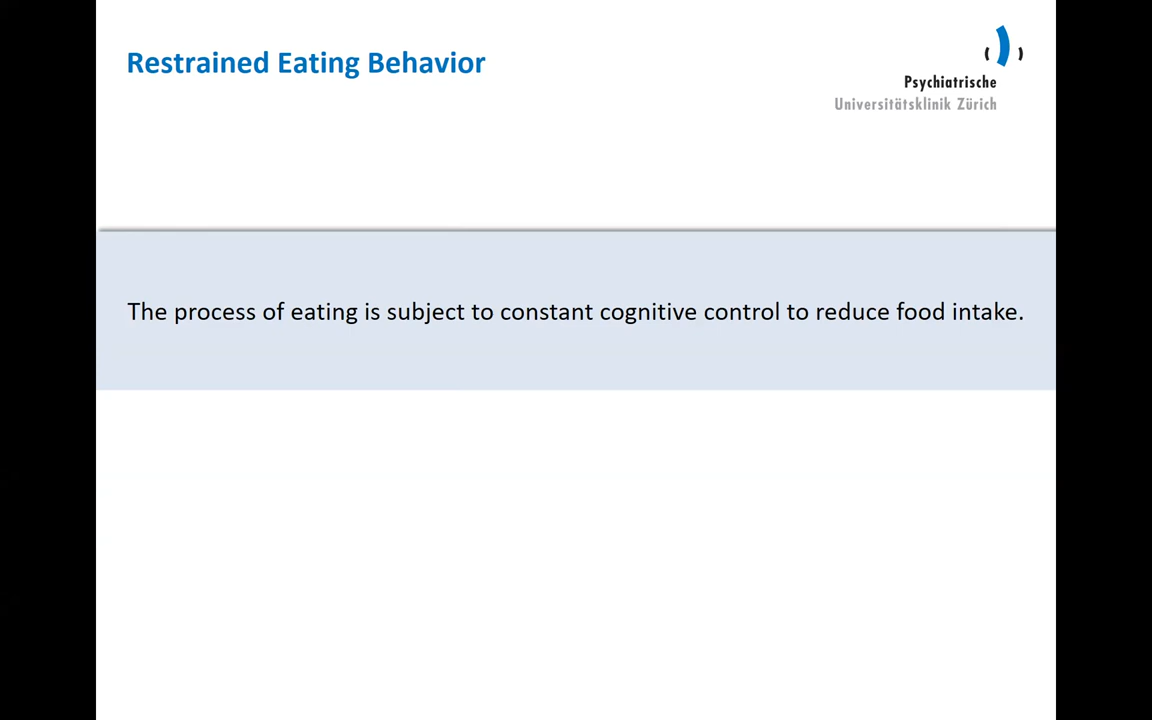 Restrained Eating Behavior
Psychiatrische
Universitätsklinik Zürich
The process of eating is subject to constant cognitive control to reduce food intake.